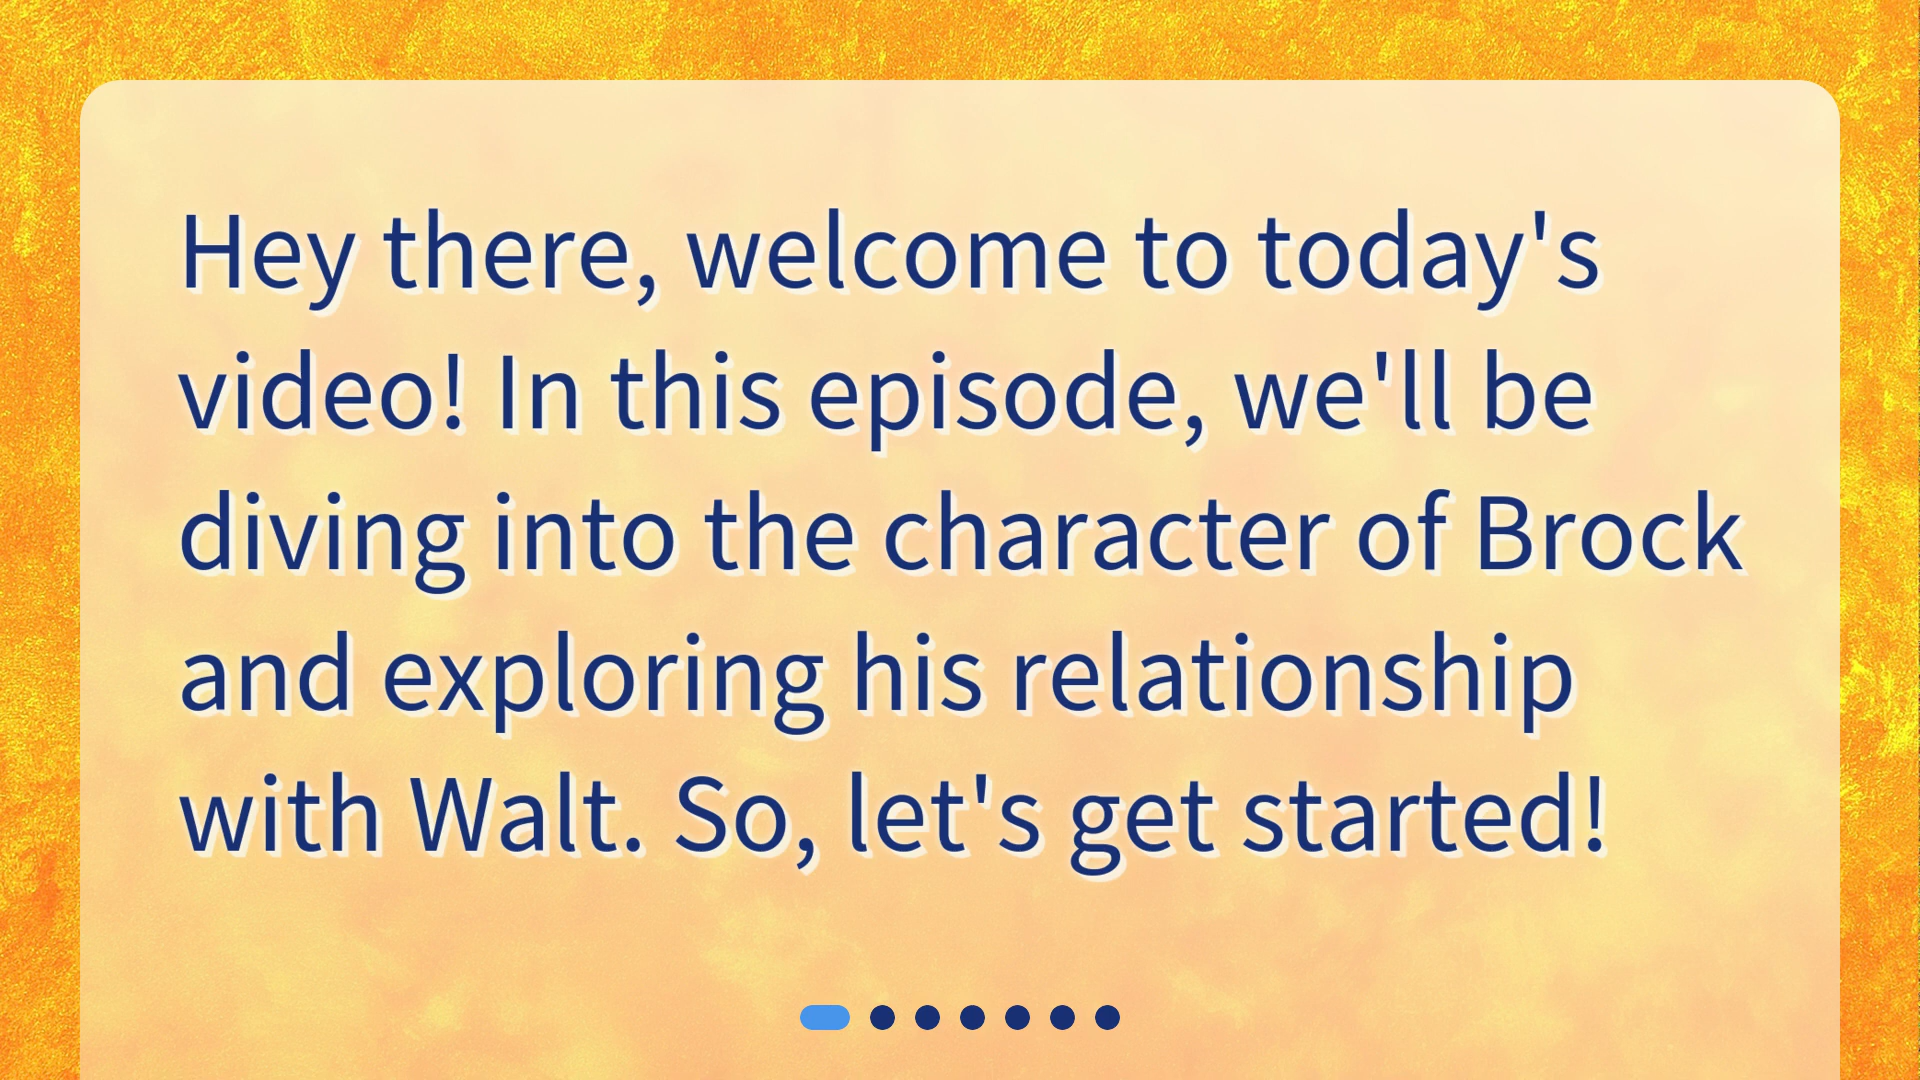 Hey there, welcome to today's
video! In this episode, we'll be
diving into the character of Brock
and exploring his relationship
with Walt. So, let's get started!